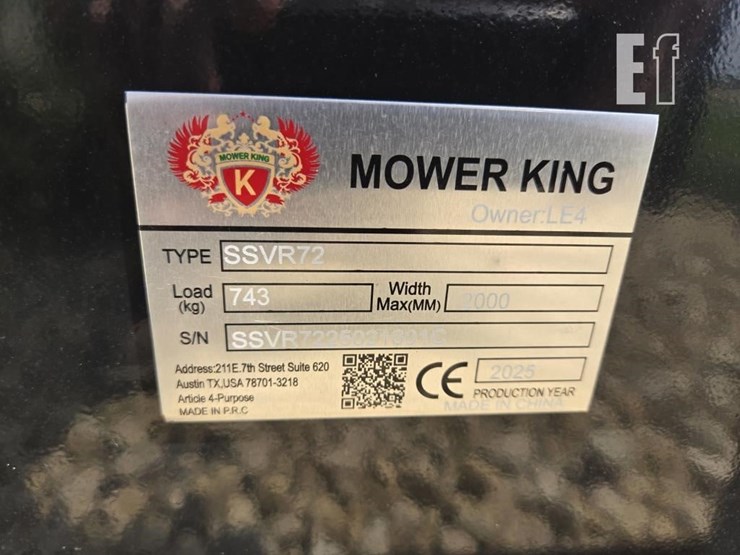 Ef
MOWER KING
K
MOWER KING
Owner:LE4
TYPE SSVR72
Load (kg) 743 Width Max(MM) 2000
S/N
Address:211E.7th Street Suite 620
Austin TX,USA 78701-3218
Article 4-Purpose
MADE IN P.R.C
CE
2025
PRODUCTION YEAR
MADE IN CHINA